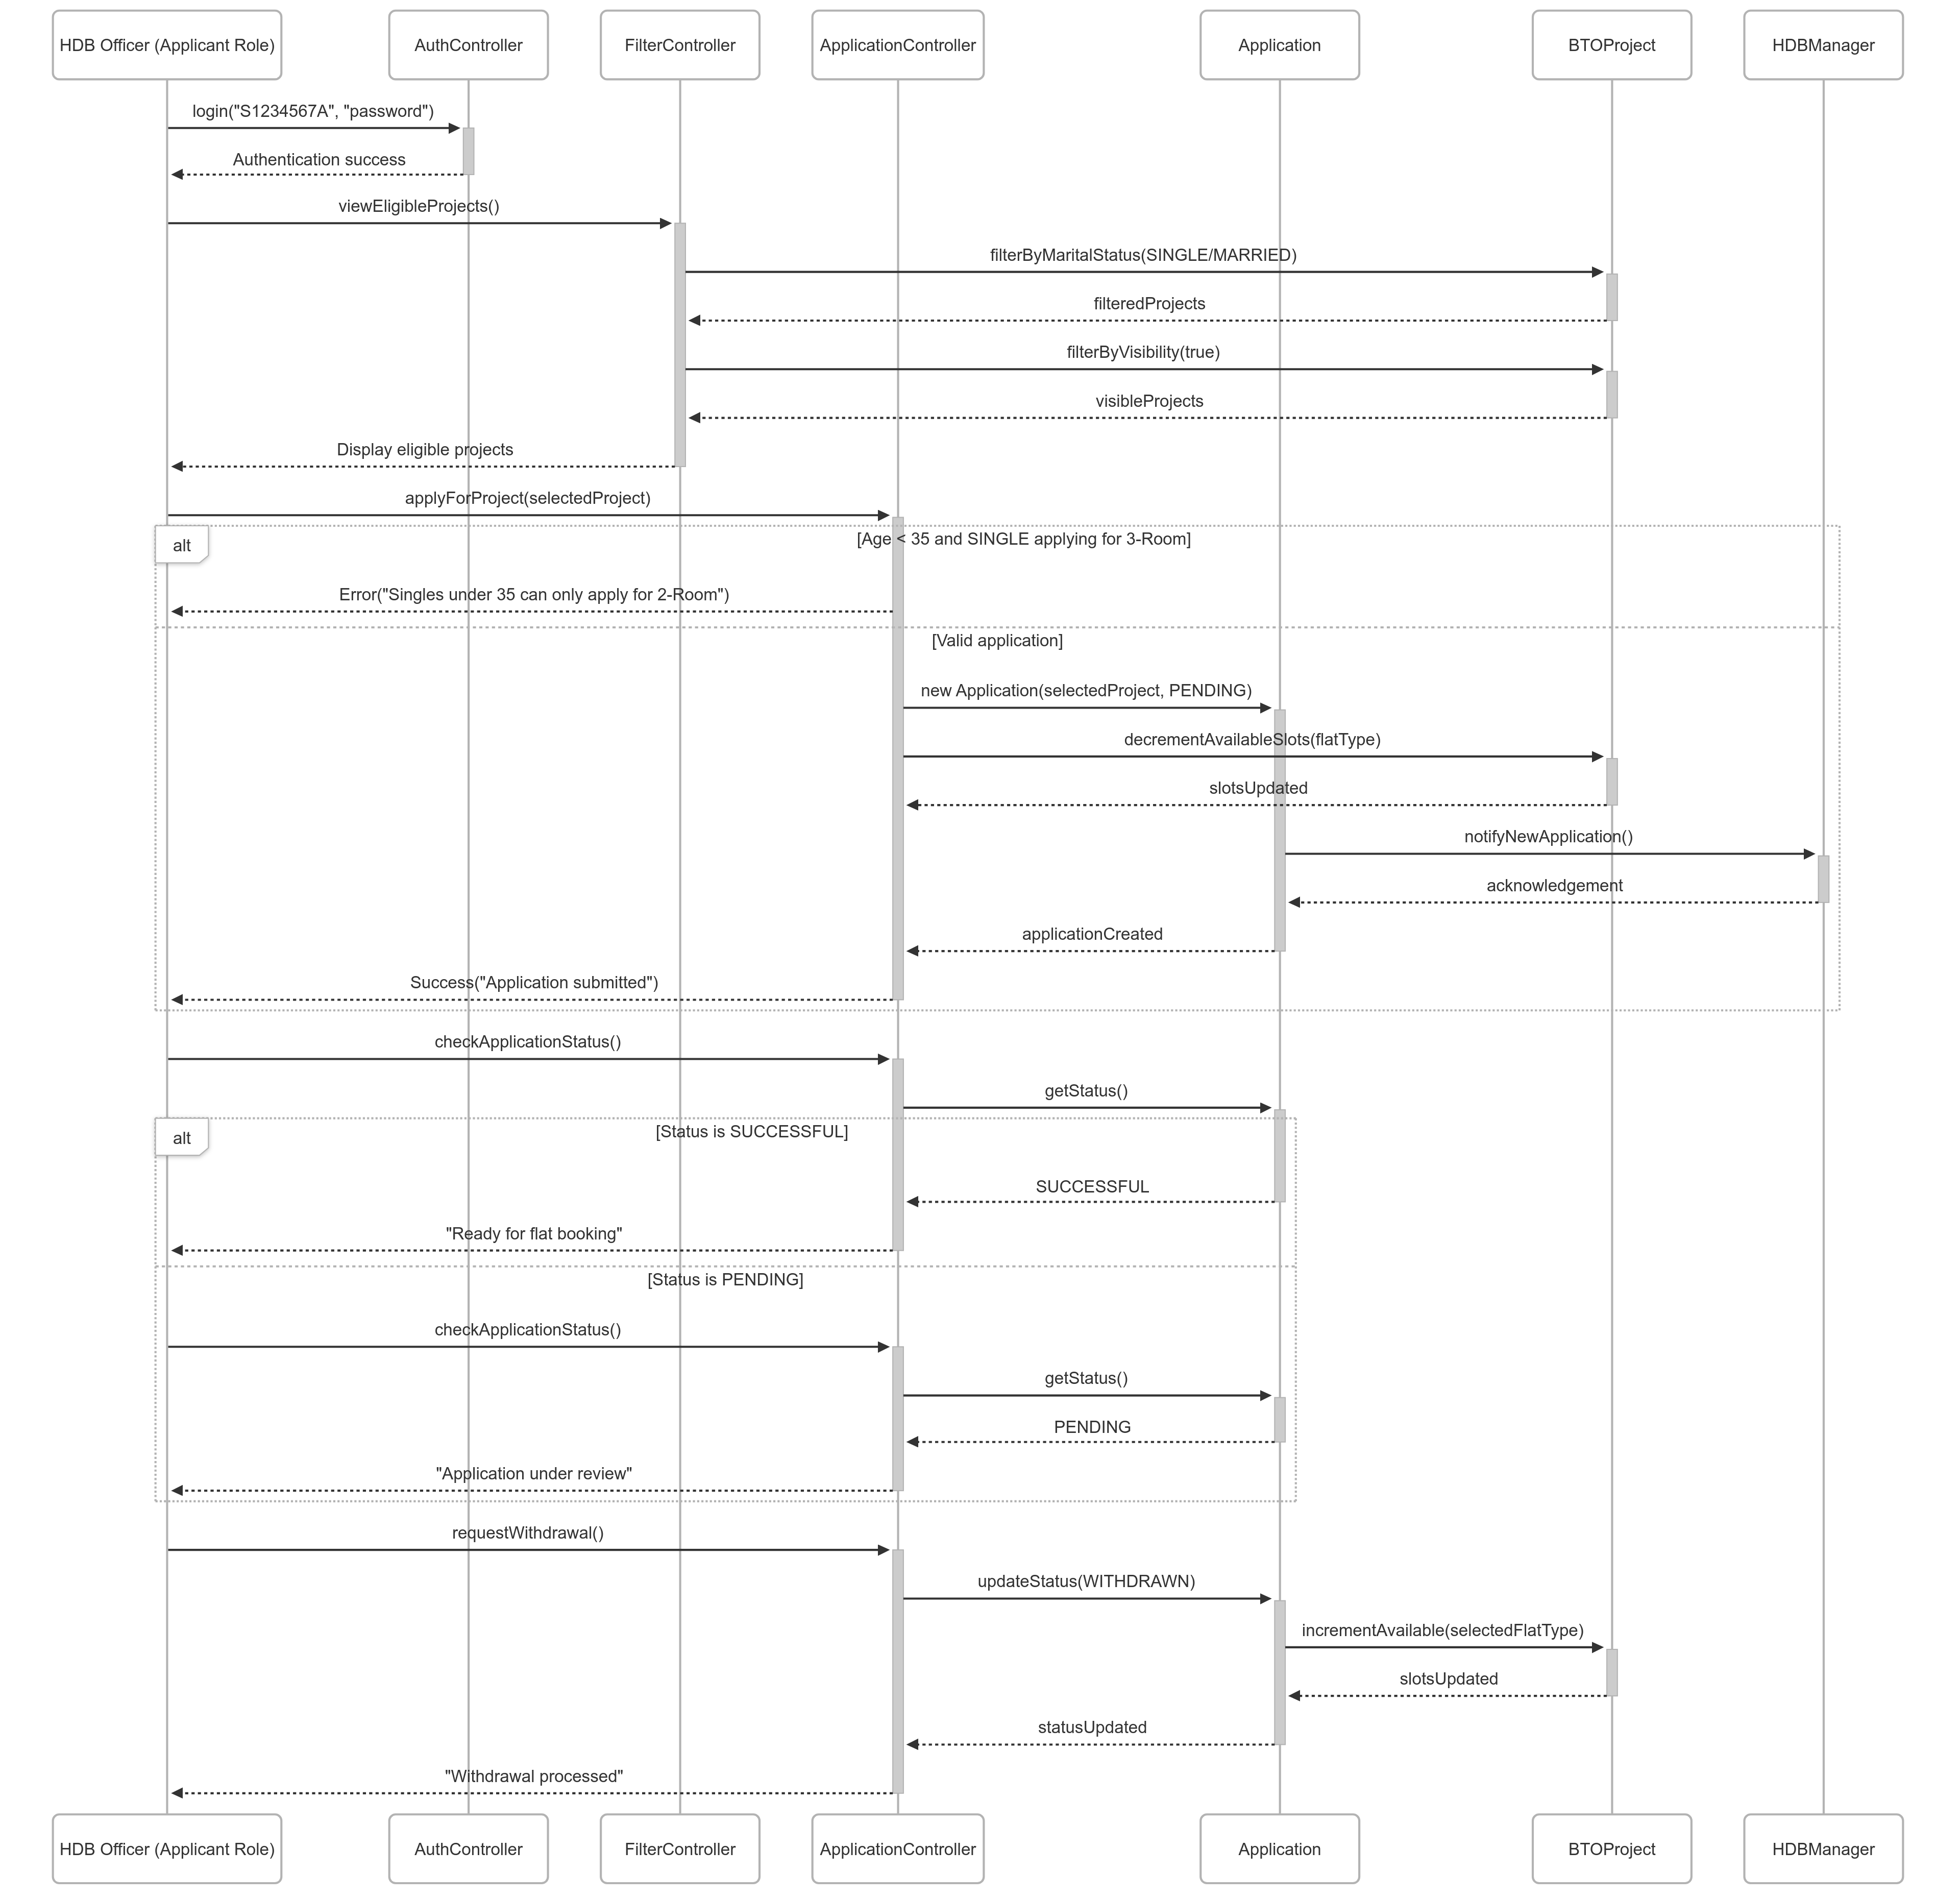 HDB Officer (Applicant Role)
AuthController
FilterController
ApplicationController
Application
BTOProject
HDBManager
login("S1234567A", "password")
Authentication success
viewEligibleProjects()
filterByMaritalStatus(SINGLE/MARRIED)
filteredProjects
filterByVisibility(true)
visibleProjects
Display eligible projects
applyForProject(selectedProject)
alt
[Age < 35 and SINGLE applying for 3-Room]
Error("Singles under 35 can only apply for 2-Room")
[Valid application]
new Application(selectedProject, PENDING)
decrementAvailableSlots(flatType)
slotsUpdated
notifyNewApplication()
acknowledgement
applicationCreated
Success("Application submitted")
checkApplicationStatus()
getStatus()
alt
[Status is SUCCESSFUL]
SUCCESSFUL
"Ready for flat booking"
[Status is PENDING]
checkApplicationStatus()
getStatus()
PENDING
"Application under review"
requestWithdrawal()
updateStatus(WITHDRAWN)
incrementAvailable(selectedFlatType)
slotsUpdated
statusUpdated
"Withdrawal processed"
HDB Officer (Applicant Role)
AuthController
FilterController
ApplicationController
Application
BTOProject
HDBManager